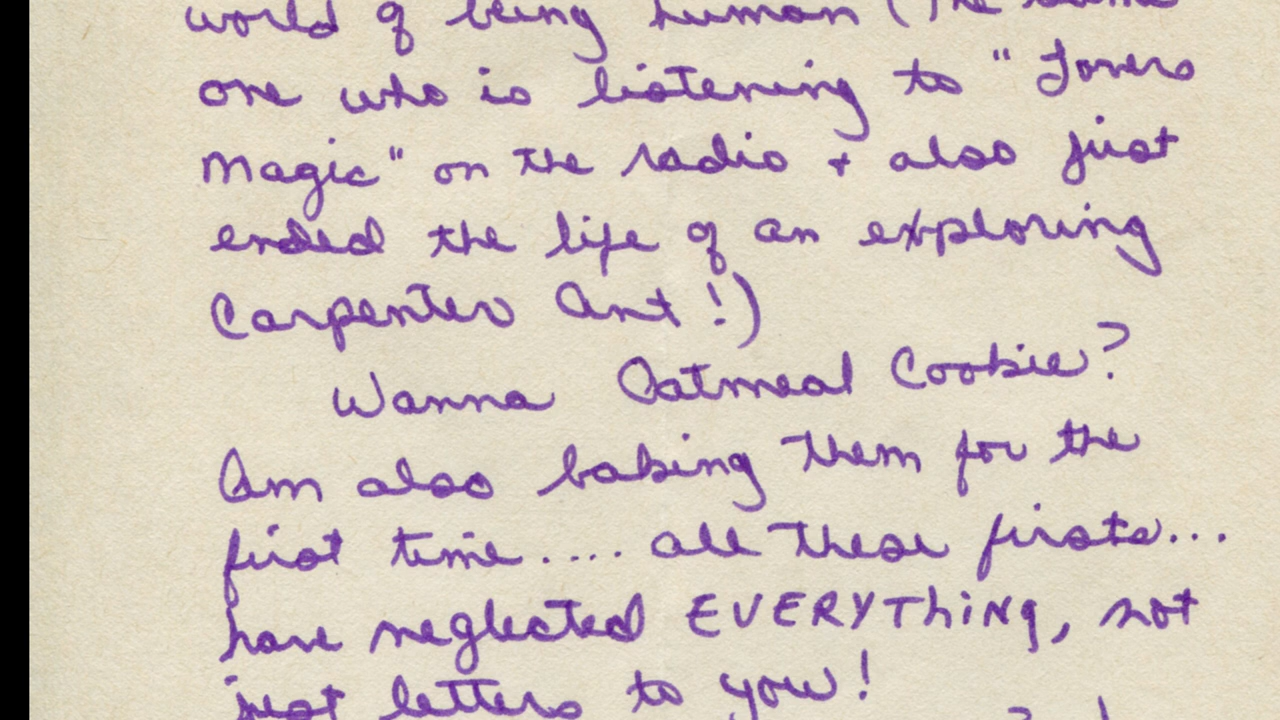 world of being human (The same
one who is listening to "Lovers
Magic" on the radio + also just
ended the life of an exploring
Carpenter Ant!)
Wanna Oatmeal Cookie?
Am also baking them for the
first time.... all these firsts...
have neglected EVERYThiNg, not
just letters to you!